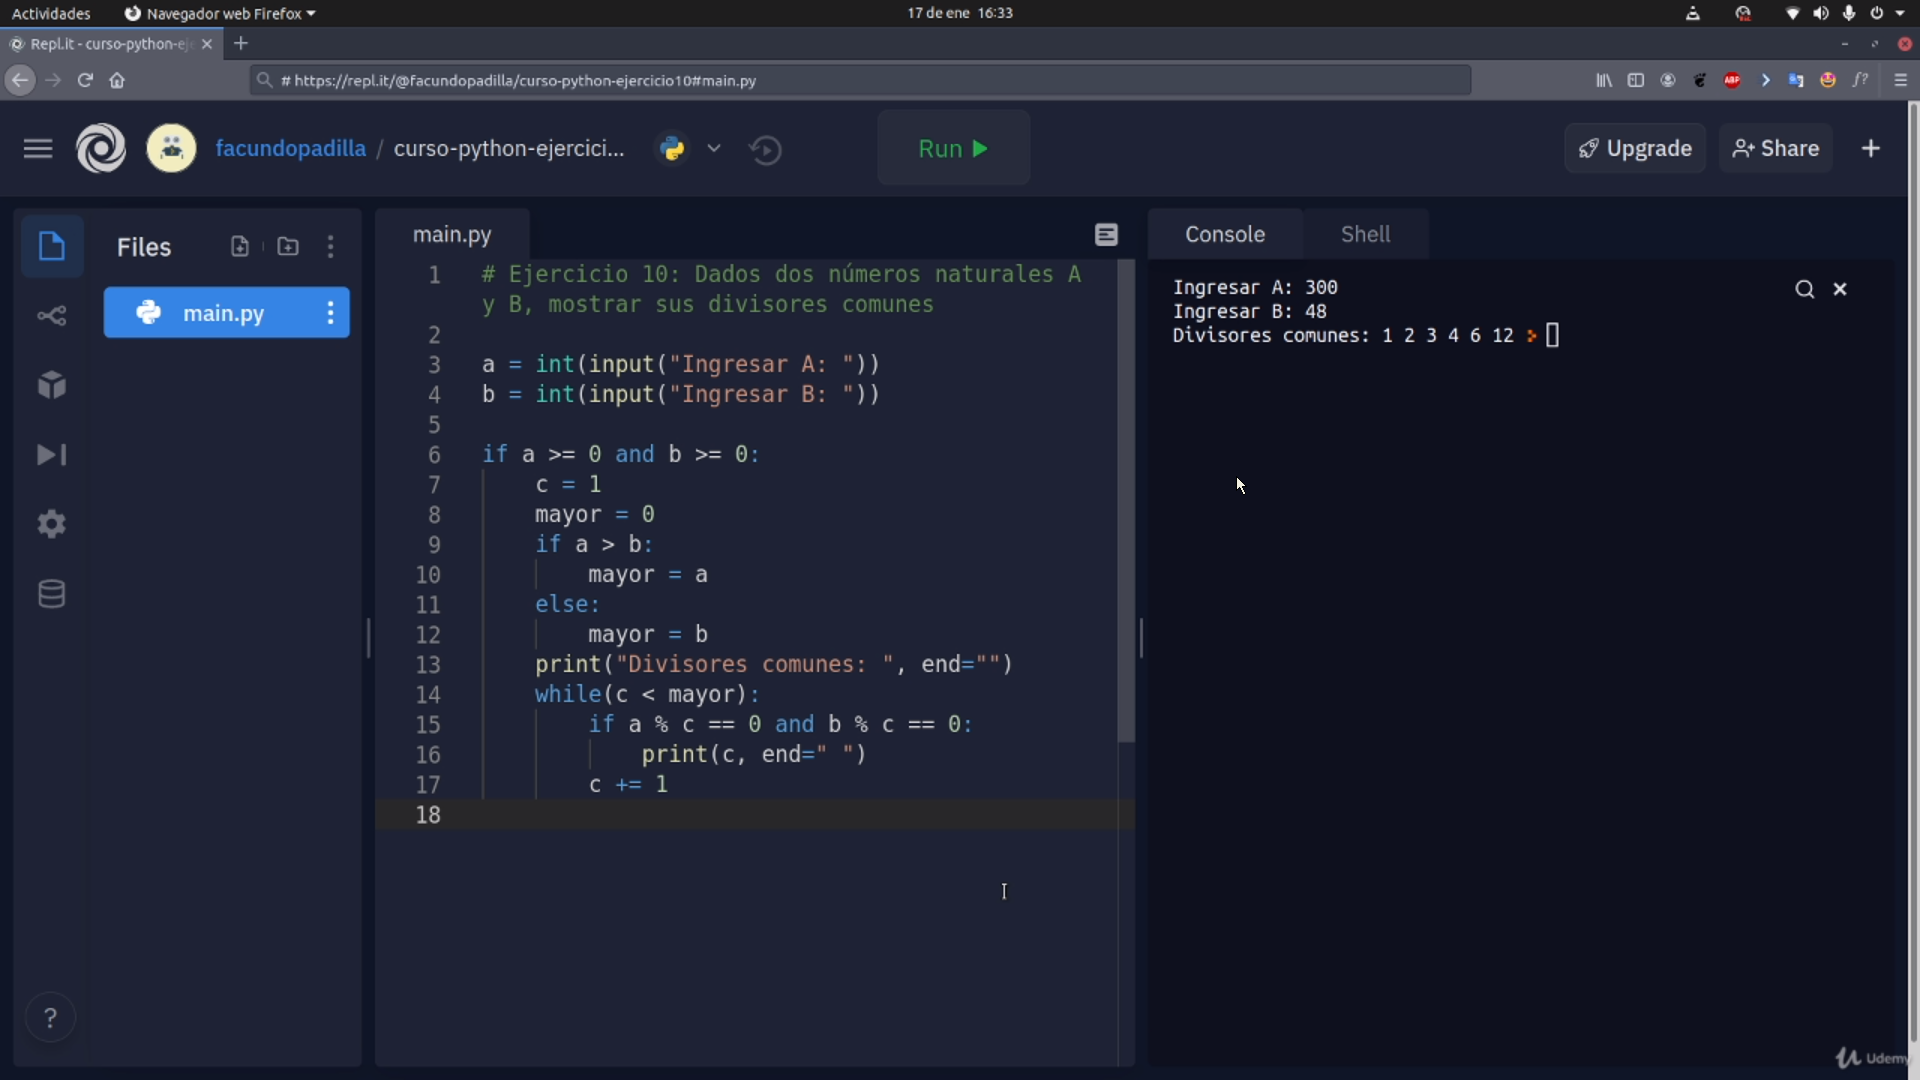 Actividades Navegador web Firefox 17 de ene 16:33
Repl.it - curso-python-eje
# https://repl.it/@facundopadilla/curso-python-ejercicio10#main.py ABP f?
facundopadilla / curso-python-ejercici... Run Upgrade Share
Files
main.py
main.py
1 # Ejercicio 10: Dados dos números naturales A
y B, mostrar sus divisores comunes
2
3 a = int(input("Ingresar A: "))
4 b = int(input("Ingresar B: "))
5
6 if a >= 0 and b >= 0:
7 c = 1
8 mayor = 0
9 if a > b:
10 mayor = a
11 else:
12 mayor = b
13 print("Divisores comunes: ", end="")
14 while(c < mayor):
15 if a % c == 0 and b % c == 0:
16 print(c, end=" ")
17 c += 1
18
Console Shell
Ingresar A: 300
Ingresar B: 48
Divisores comunes: 1 2 3 4 6 12 >
?
Udemy